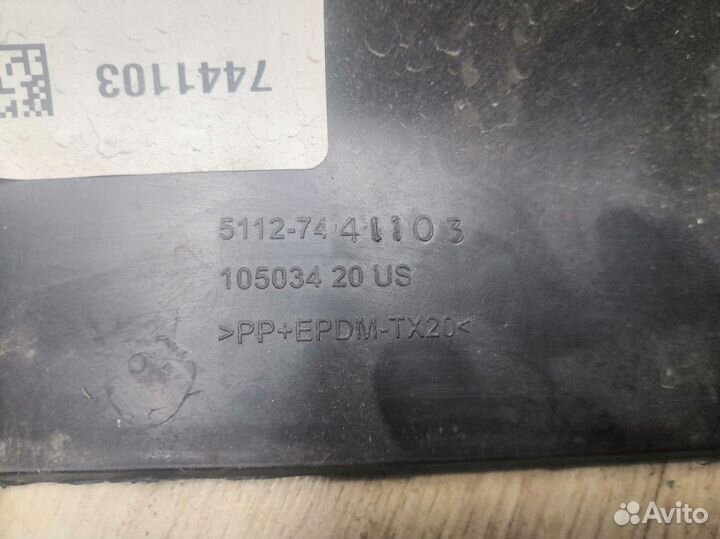 7441103
5112-7441103
105034 20 US
>PP+EPDM-TX20<
Avito